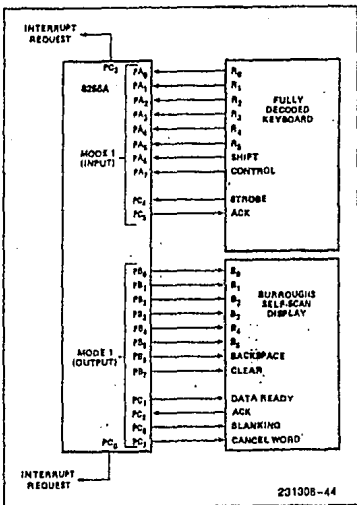 INTERRUPT
REQUEST
PC₃
8255A
MODE 1
(INPUT)
PA₀ R₀
PA₁ R₁
PA₂ R₂
PA₃ R₃
PA₄ R₄
PA₅ R₅
PA₆ SHIFT
PA₇ CONTROL
PC₄ STROBE
PC₅ ACK
FULLY
DECODED
KEYBOARD
MODE 1
(OUTPUT)
PB₀ B₀
PB₁ B₁
PB₂ B₂
PB₃ B₃
PB₄ B₄
PB₅ B₅
PB₆ BACKSPACE
PB₇ CLEAR
PC₁ DATA READY
PC₂ ACK
PC₆ BLANKING
PC₇ CANCEL WORD
BURROUGHS
SELF-SCAN
DISPLAY
PC₀
INTERRUPT
REQUEST
231308-44